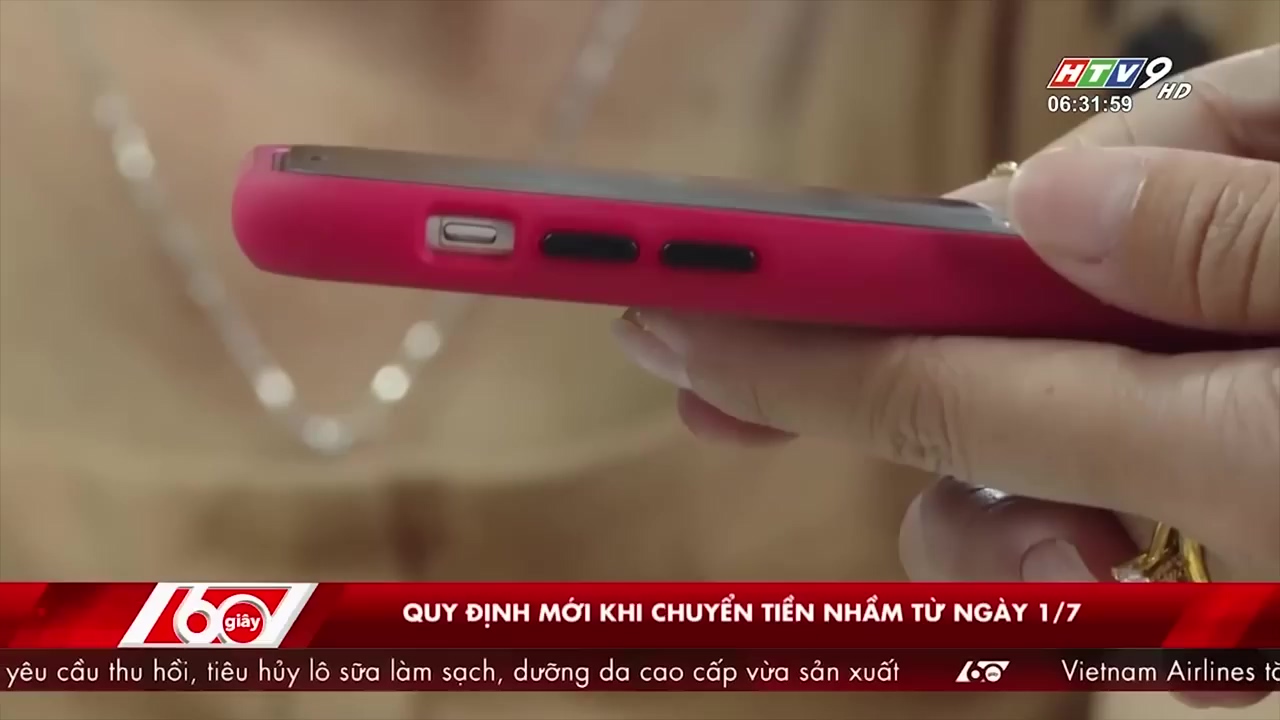 HTV9 HD
06:31:59
60 giây
QUY ĐỊNH MỚI KHI CHUYỂN TIỀN NHẦM TỪ NGÀY 1/7
yêu cầu thu hồi, tiêu hủy lô sữa làm sạch, dưỡng da cao cấp vừa sản xuất 60 giây Vietnam Airlines